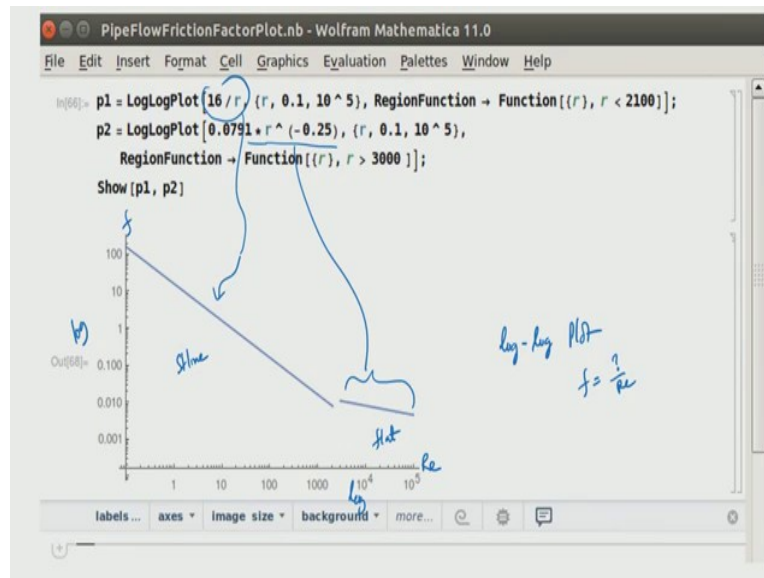 PipeFlowFrictionFactorPlot.nb - Wolfram Mathematica 11.0
File Edit Insert Format Cell Graphics Evaluation Palettes Window Help
In[66]:= p1 = LogLogPlot[16 / r, {r, 0.1, 10^5}, RegionFunction → Function[{r}, r < 2100]];
p2 = LogLogPlot[0.0791 * r^(-0.25), {r, 0.1, 10^5},
RegionFunction → Function[{r}, r > 3000 ]];
Show[p1, p2]
f
100
10
1
Out[68]= 0.100
0.010
0.001
log
St line
flat
log-log Plot
f = ?/Re
Re
1 10 100 1000 10^4 10^5
log
labels... axes image size background more...